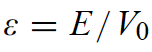 ε = E/V₀